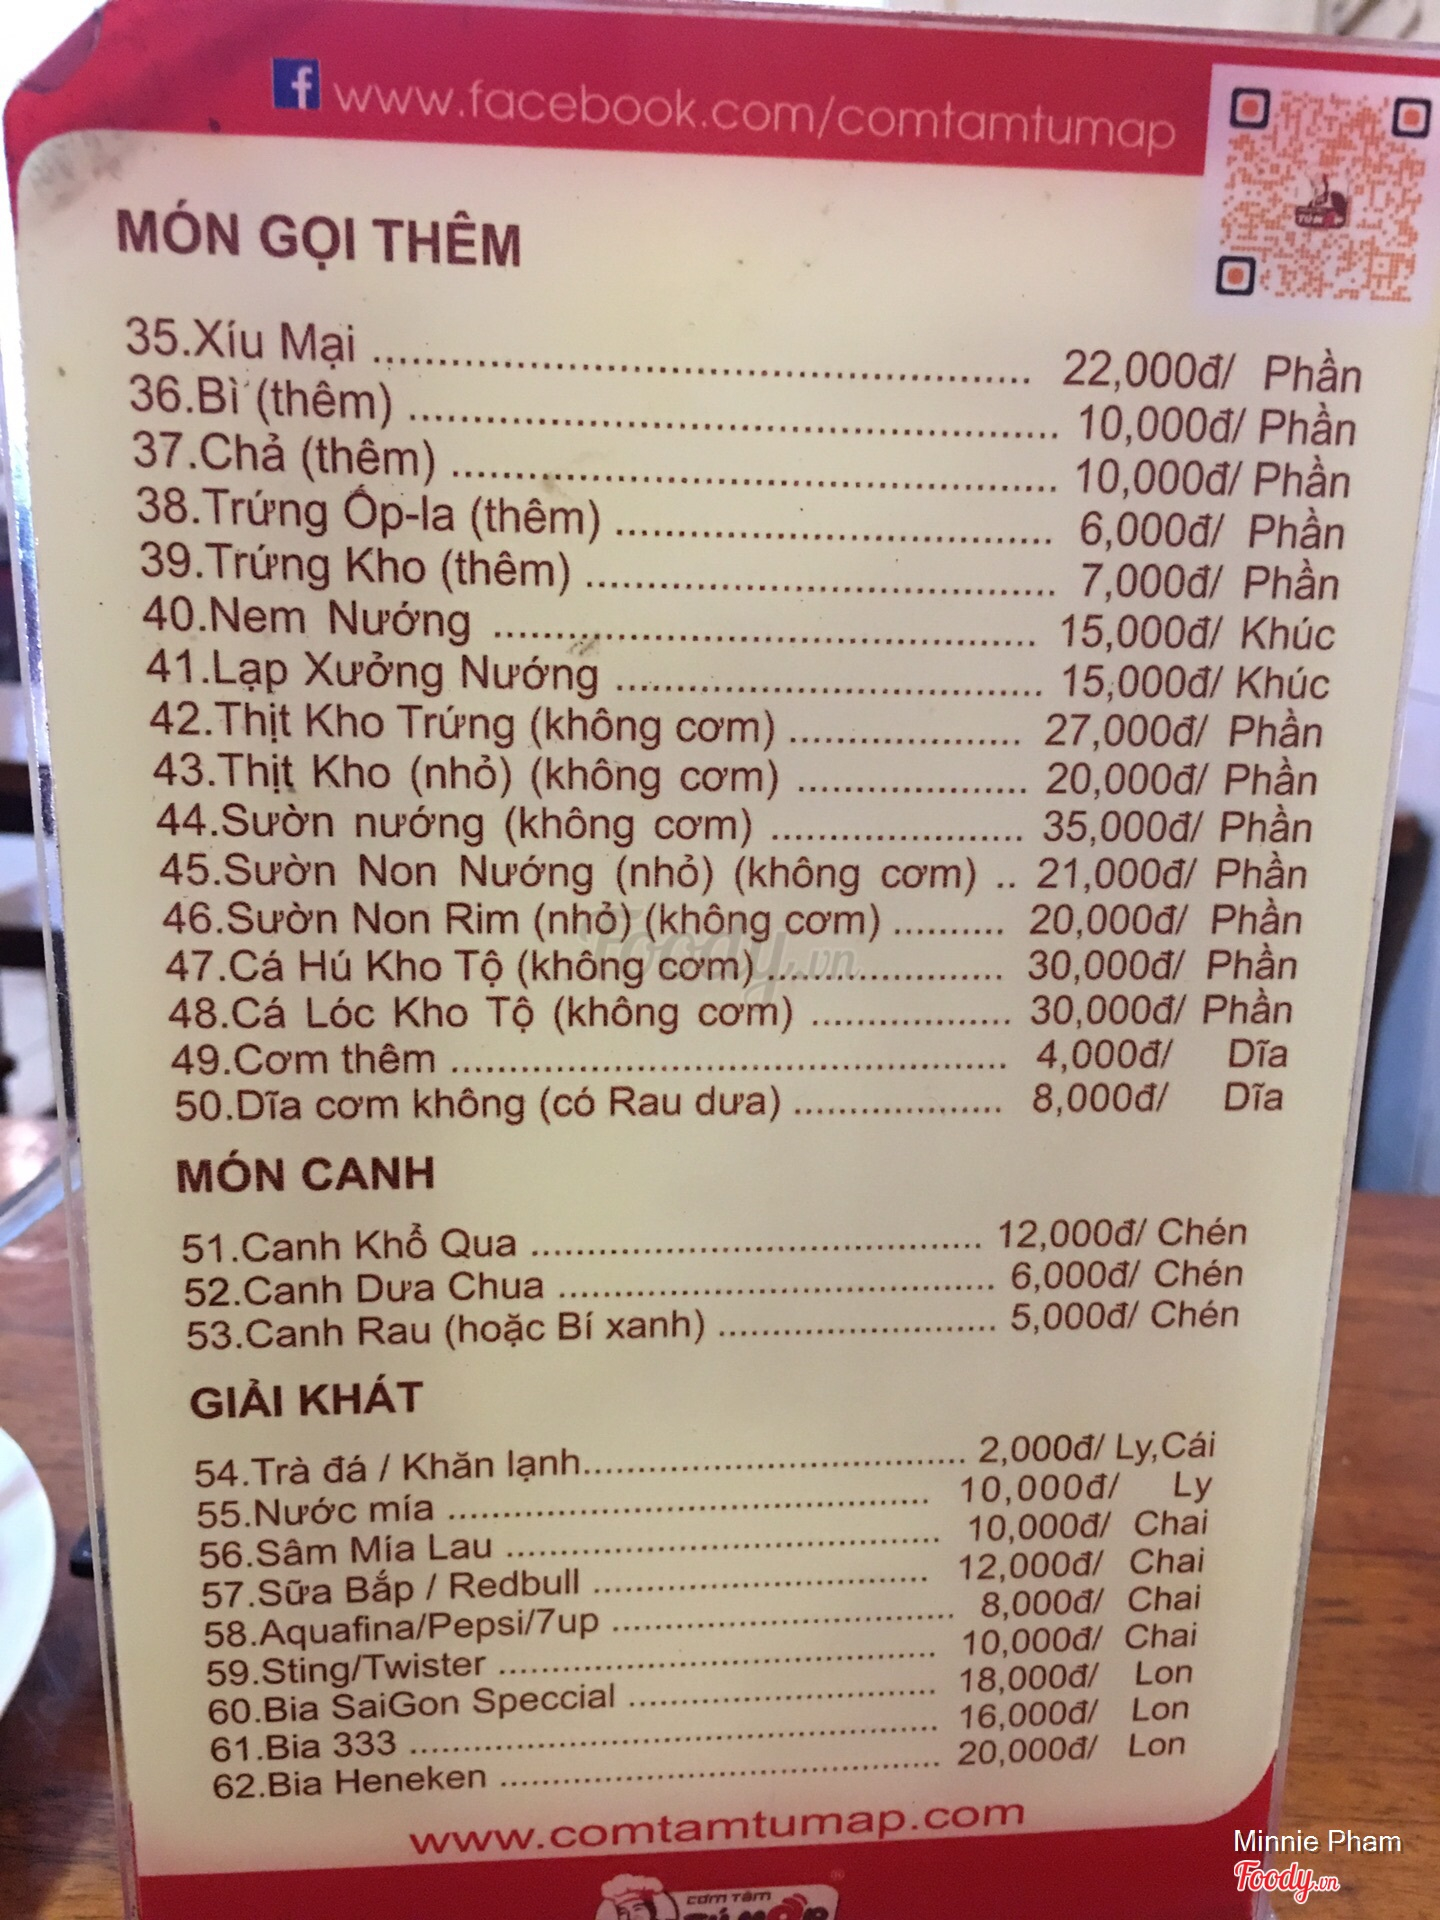 www.facebook.com/comtamtumap
MÓN GỌI THÊM
35.Xíu Mại ........ 22,000đ/ Phần
36.Bì (thêm) ........ 10,000đ/ Phần
37.Chả (thêm) ........ 10,000đ/ Phần
38.Trứng Ốp-la (thêm) ........ 6,000đ/ Phần
39.Trứng Kho (thêm) ........ 7,000đ/ Phần
40.Nem Nướng ........ 15,000đ/ Khúc
41.Lạp Xưởng Nướng ........ 15,000đ/ Khúc
42.Thịt Kho Trứng (không cơm) ........ 27,000đ/ Phần
43.Thịt Kho (nhỏ) (không cơm) ........ 20,000đ/ Phần
44.Sườn nướng (không cơm) ........ 35,000đ/ Phần
45.Sườn Non Nướng (nhỏ) (không cơm) .. 21,000đ/ Phần
46.Sườn Non Rim (nhỏ) (không cơm) ........ 20,000đ/ Phần
47.Cá Hú Kho Tộ (không cơm) ........ 30,000đ/ Phần
48.Cá Lóc Kho Tộ (không cơm) ........ 30,000đ/ Phần
49.Cơm thêm ........ 4,000đ/ Dĩa
50.Dĩa cơm không (có Rau dưa) ........ 8,000đ/ Dĩa
MÓN CANH
51.Canh Khổ Qua ........ 12,000đ/ Chén
52.Canh Dưa Chua ........ 6,000đ/ Chén
53.Canh Rau (hoặc Bí xanh) ........ 5,000đ/ Chén
GIẢI KHÁT
54.Trà đá / Khăn lạnh........ 2,000đ/ Ly,Cái
55.Nước mía ........ 10,000đ/ Ly
56.Sâm Mía Lau ........ 10,000đ/ Chai
57.Sữa Bắp / Redbull ........ 12,000đ/ Chai
58.Aquafina/Pepsi/7up ........ 8,000đ/ Chai
59.Sting/Twister ........ 10,000đ/ Chai
60.Bia SaiGon Speccial ........ 18,000đ/ Lon
61.Bia 333 ........ 16,000đ/ Lon
62.Bia Heneken ........ 20,000đ/ Lon
www.comtamtumap.com
CƠM TẤM
Foody.vn
Minnie Pham
Foody.vn